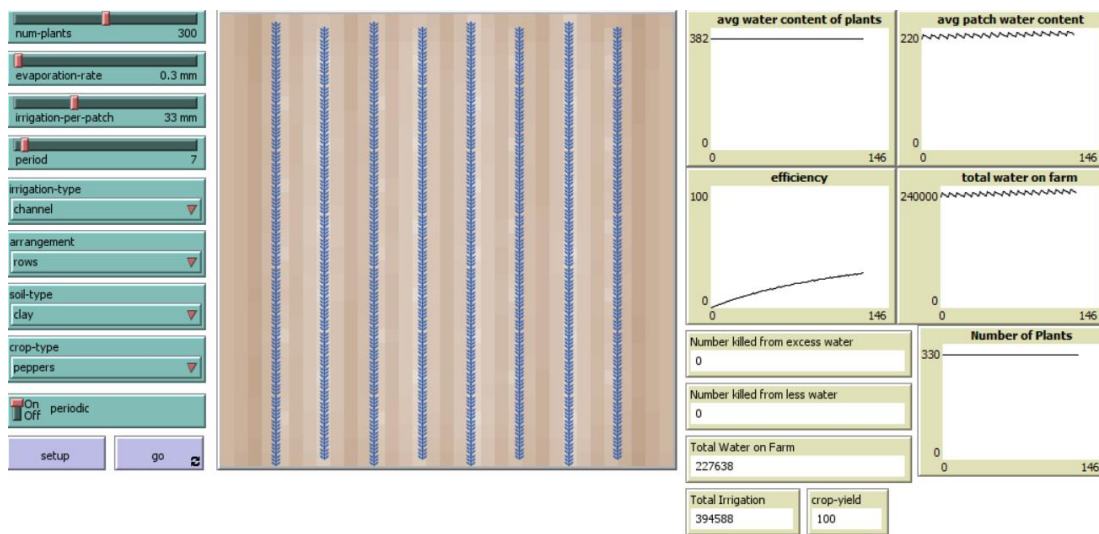 num-plants 300
evaporation-rate 0.3 mm
irrigation-per-patch 33 mm
period 7
irrigation-type
channel
arrangement
rows
soil-type
clay
crop-type
peppers
On
Off
periodic
setup
go
avg water content of plants
382
0
0 146
avg patch water content
220
0
0 146
efficiency
100
0
0 146
total water on farm
240000
0
0 146
Number killed from excess water
0
Number killed from less water
0
Total Water on Farm
227638
Total Irrigation
394588
crop-yield
100
Number of Plants
330
0
0 146